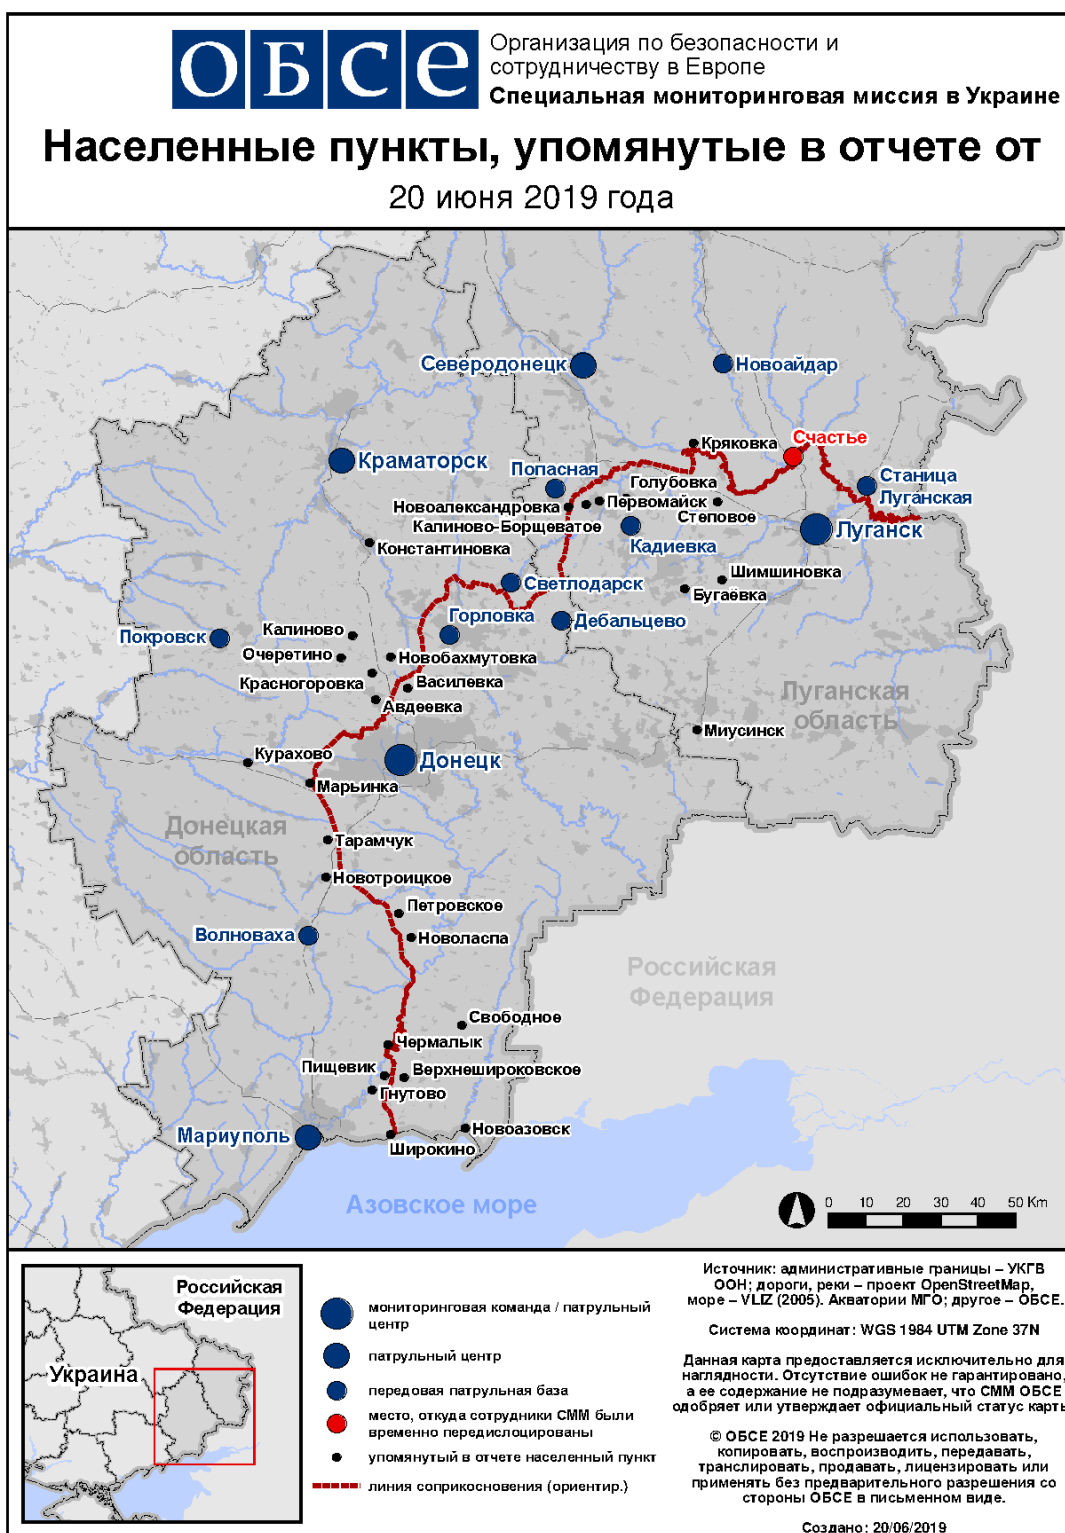 ОБСЕ
Организация по безопасности и
сотрудничеству в Европе
Специальная мониторинговая миссия в Украине
Населенные пункты, упомянутые в отчете от
20 июня 2019 года
Северодонецк
Новоайдар
Кряковка
Счастье
Краматорск
Попасная
Голубовка
Станица
Луганская
Новоалександровка
Первомайск
Степовое
Калиново-Борщеватое
Кадиевка
Луганск
Константиновка
Шимшиновка
Светлодарск
Бугаёвка
Горловка
Дебальцево
Покровск
Калиново
Очеретино
Новобахмутовка
Красногоровка
Василевка
Авдеевка
Луганская
область
Миусинск
Курахово
Донецк
Марьинка
Донецкая
область
Тарамчук
Новотроицкое
Петровское
Волноваха
Новоласпа
Российская
Федерация
Свободное
Чермалык
Пищевик
Верхнешироковское
Гнутово
Мариуполь
Новоазовск
Широкино
Азовское море
0 10 20 30 40 50 Km
Российская
Федерация
Украина
мониторинговая команда / патрульный
центр
патрульный центр
передовая патрульная база
место, откуда сотрудники СММ были
временно передислоцированы
упомянутый в отчете населенный пункт
линия соприкосновения (ориентир.)
Источник: административные границы – УКГВ
ООН; дороги, реки – проект OpenStreetMap,
море – VLIZ (2005). Акватории МГО; другое – ОБСЕ.
Система координат: WGS 1984 UTM Zone 37N
Данная карта предоставляется исключительно для
наглядности. Отсутствие ошибок не гарантировано,
а ее содержание не подразумевает, что СММ ОБСЕ
одобряет или утверждает официальный статус карты
© ОБСЕ 2019 Не разрешается использовать,
копировать, воспроизводить, передавать,
транслировать, продавать, лицензировать или
применять без предварительного разрешения со
стороны ОБСЕ в письменном виде.
Создано: 20/06/2019